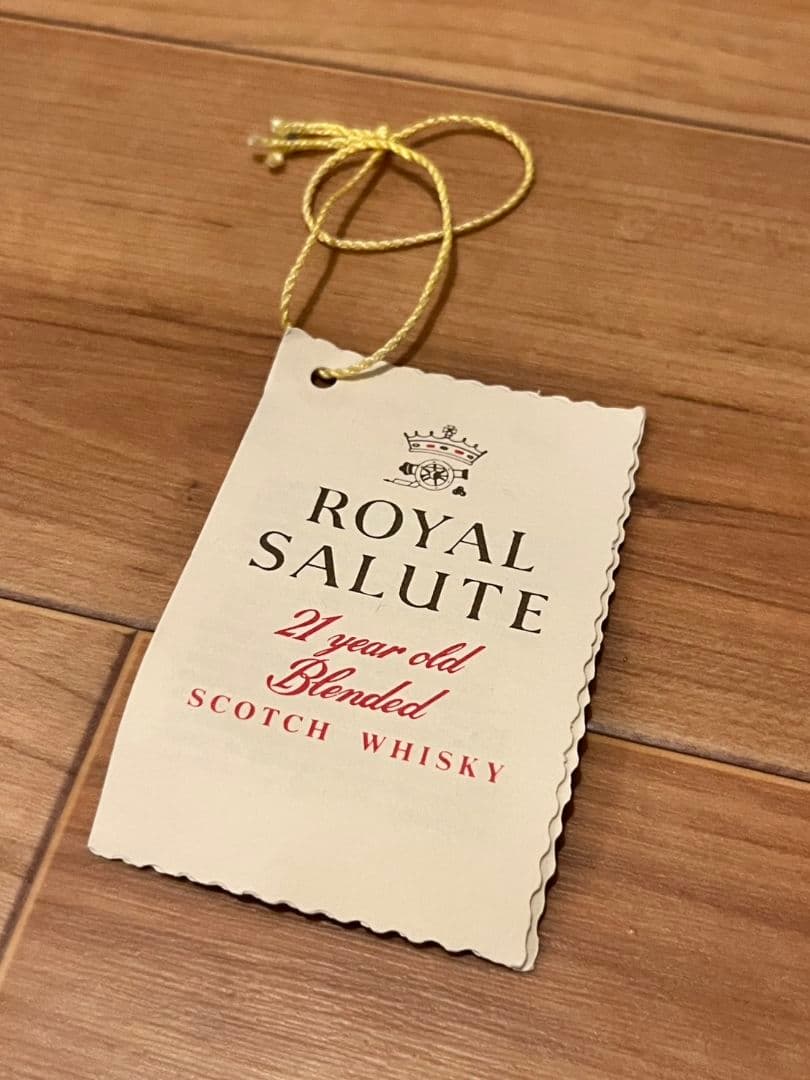 ROYAL
SALUTE
21 year old
Blended
SCOTCH WHISKY